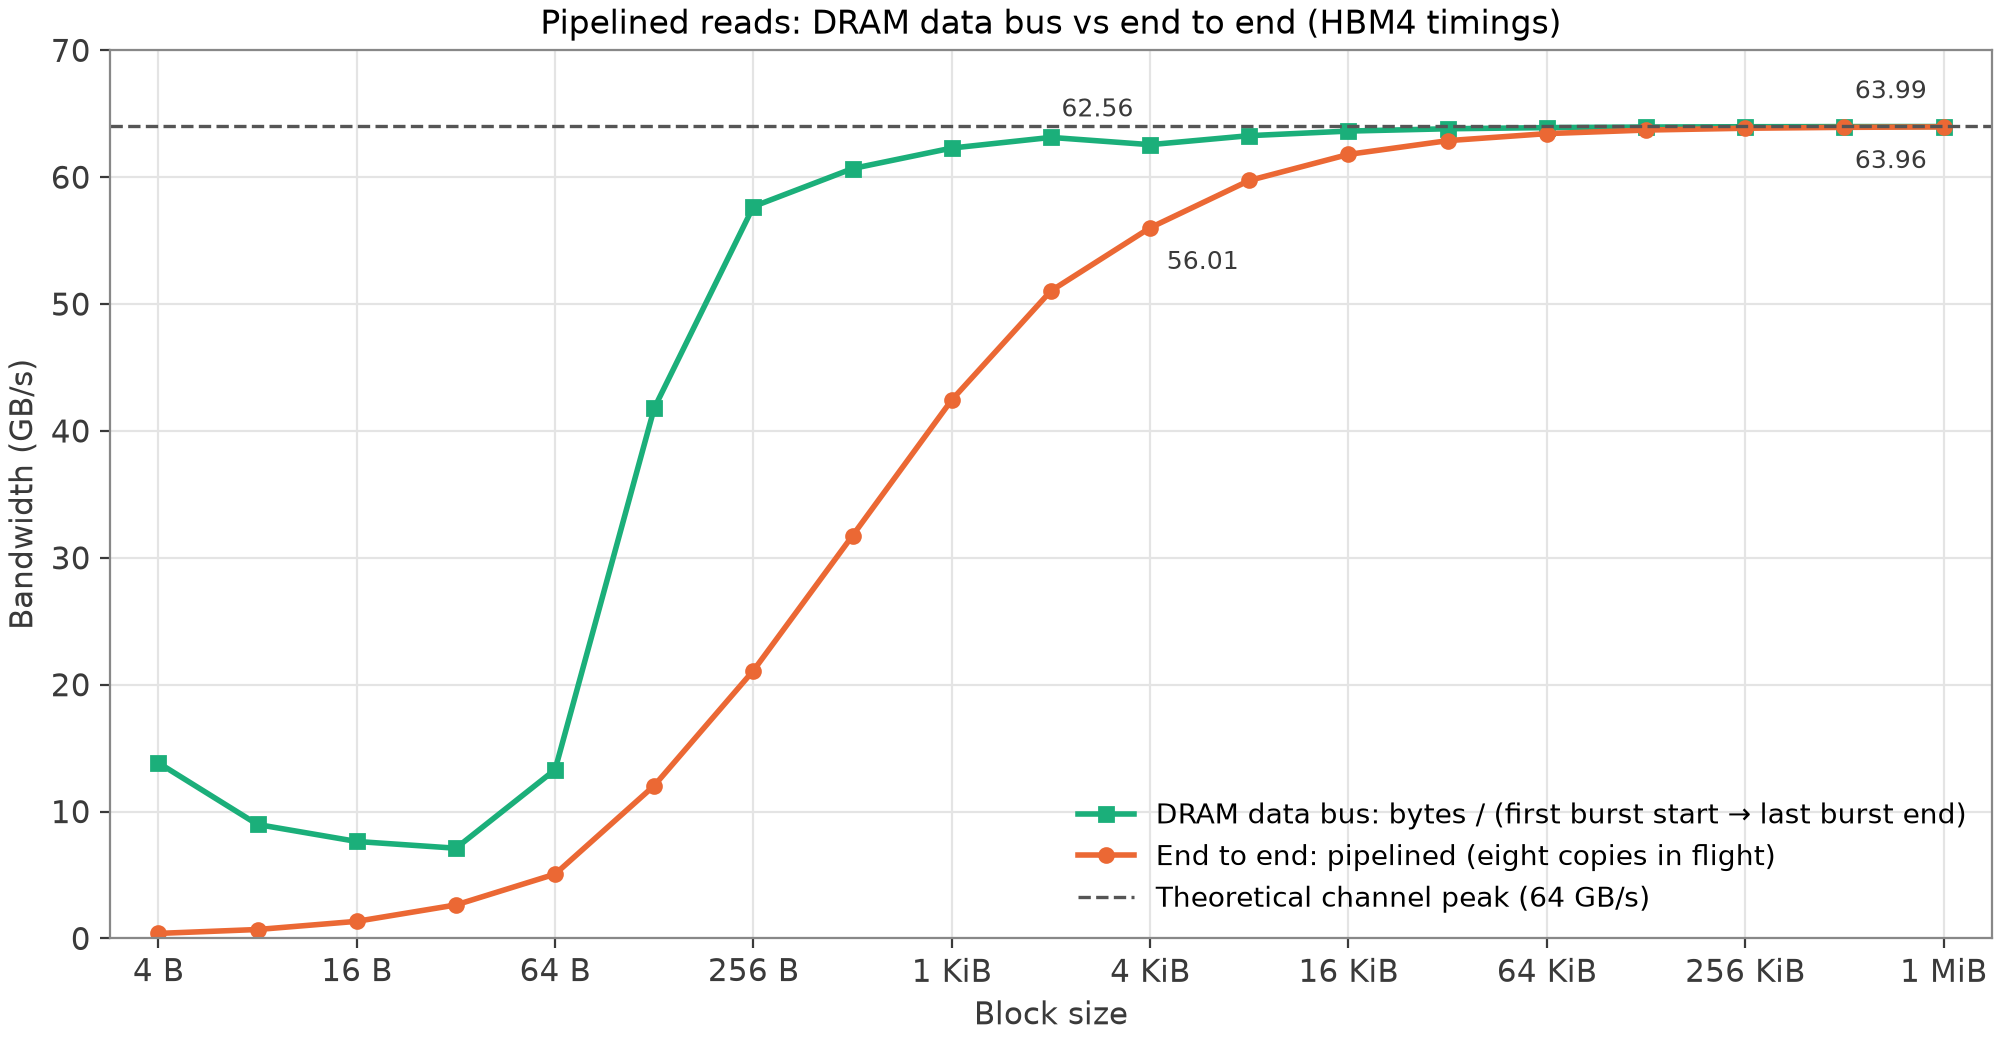 Pipelined reads: DRAM data bus vs end to end (HBM4 timings)
Bandwidth (GB/s)
70
60
50
40
30
20
10
0
62.56
63.99
63.96
56.01
DRAM data bus: bytes / (first burst start → last burst end)
End to end: pipelined (eight copies in flight)
Theoretical channel peak (64 GB/s)
4 B 16 B 64 B 256 B 1 KiB 4 KiB 16 KiB 64 KiB 256 KiB 1 MiB
Block size